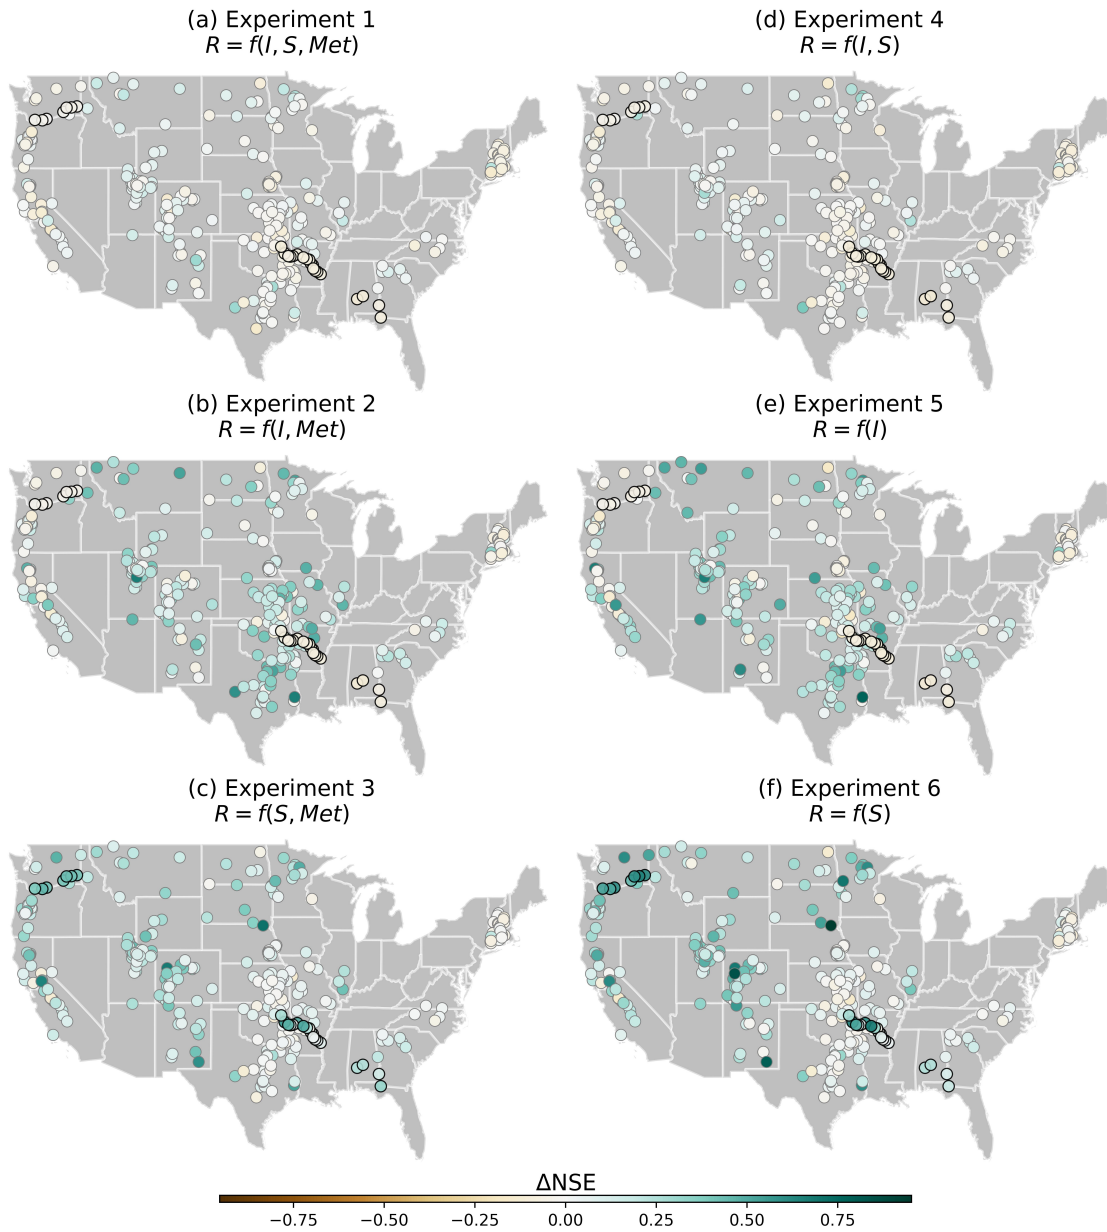 (a) Experiment 1
R = f(I, S, Met)
(d) Experiment 4
R = f(I, S)
(b) Experiment 2
R = f(I, Met)
(e) Experiment 5
R = f(I)
(c) Experiment 3
R = f(S, Met)
(f) Experiment 6
R = f(S)
ΔNSE
−0.75 −0.50 −0.25 0.00 0.25 0.50 0.75